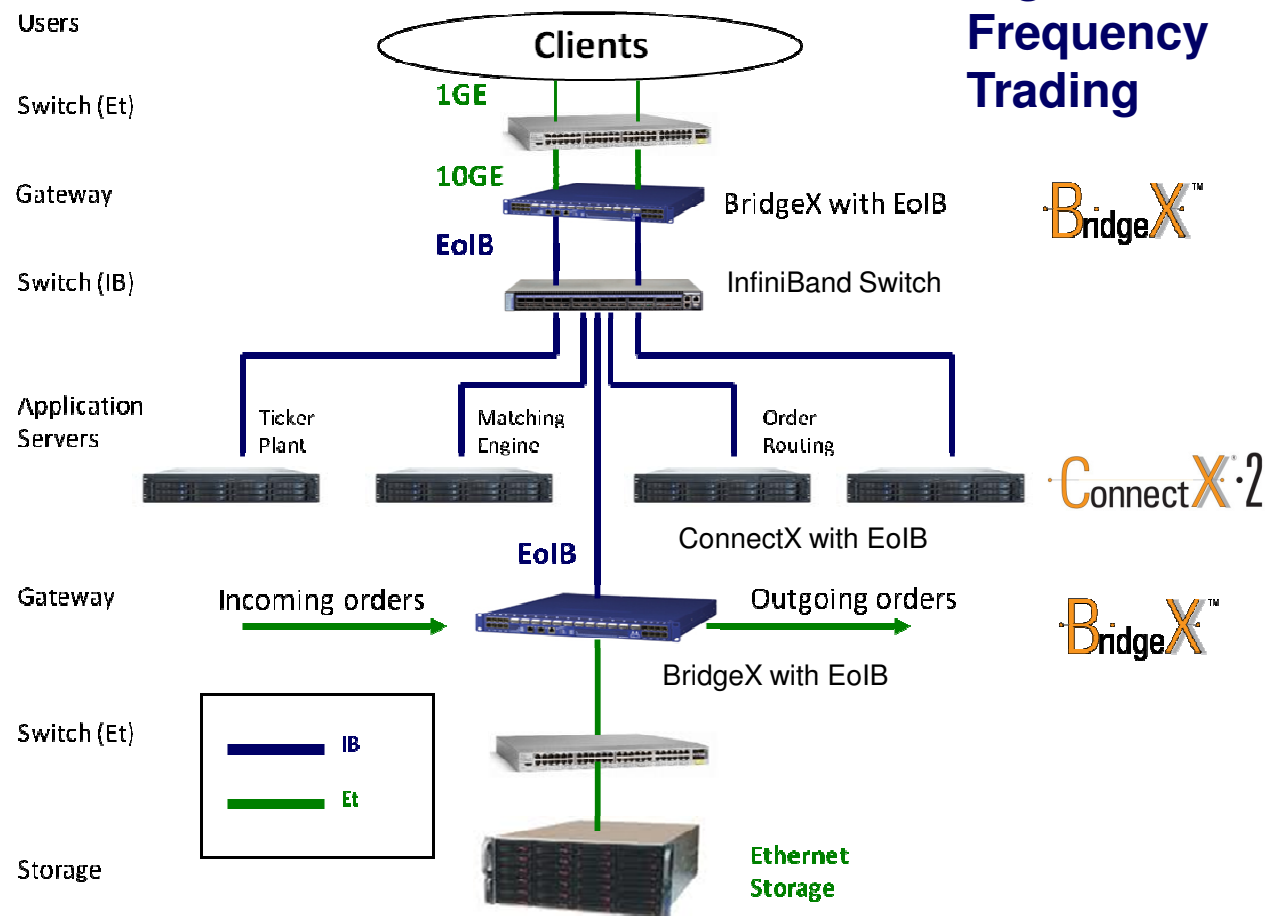 Frequency
Trading
Users
Clients
Switch (Et)
1GE
Gateway
10GE
BridgeX with EoIB
BridgeX™
EoIB
Switch (IB)
InfiniBand Switch
Application
Servers
Ticker
Plant
Matching
Engine
Order
Routing
ConnectX®·2
ConnectX with EoIB
EoIB
Gateway
Incoming orders
Outgoing orders
BridgeX™
BridgeX with EoIB
Switch (Et)
IB
Et
Storage
Ethernet
Storage